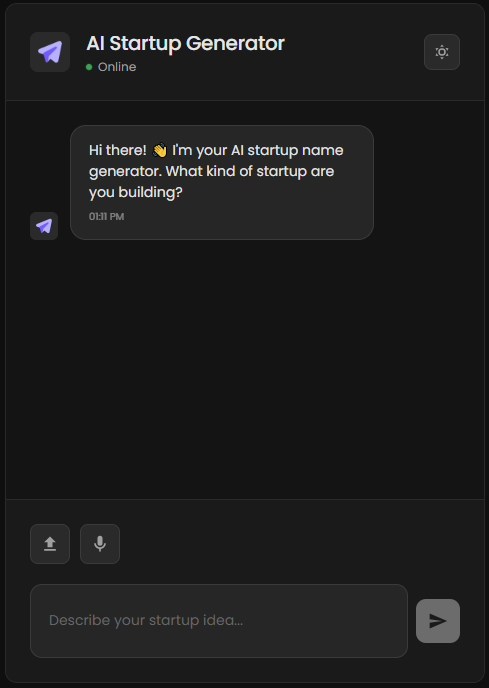 AI Startup Generator
Online
Hi there! 👋 I'm your AI startup name
generator. What kind of startup are
you building?
01:11 PM
Describe your startup idea...